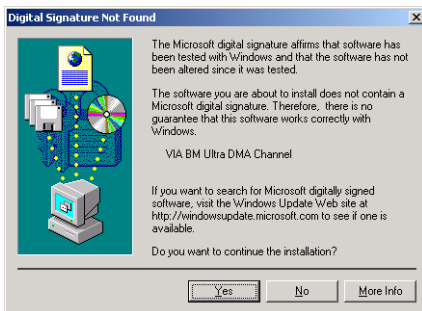 Digital Signature Not Found
The Microsoft digital signature affirms that software has
been tested with Windows and that the software has not
been altered since it was tested.
The software you are about to install does not contain a
Microsoft digital signature. Therefore, there is no
guarantee that this software works correctly with
Windows.
VIA BM Ultra DMA Channel
If you want to search for Microsoft digitally signed
software, visit the Windows Update Web site at
http://windowsupdate.microsoft.com to see if one is
available.
Do you want to continue the installation?
Yes No More Info